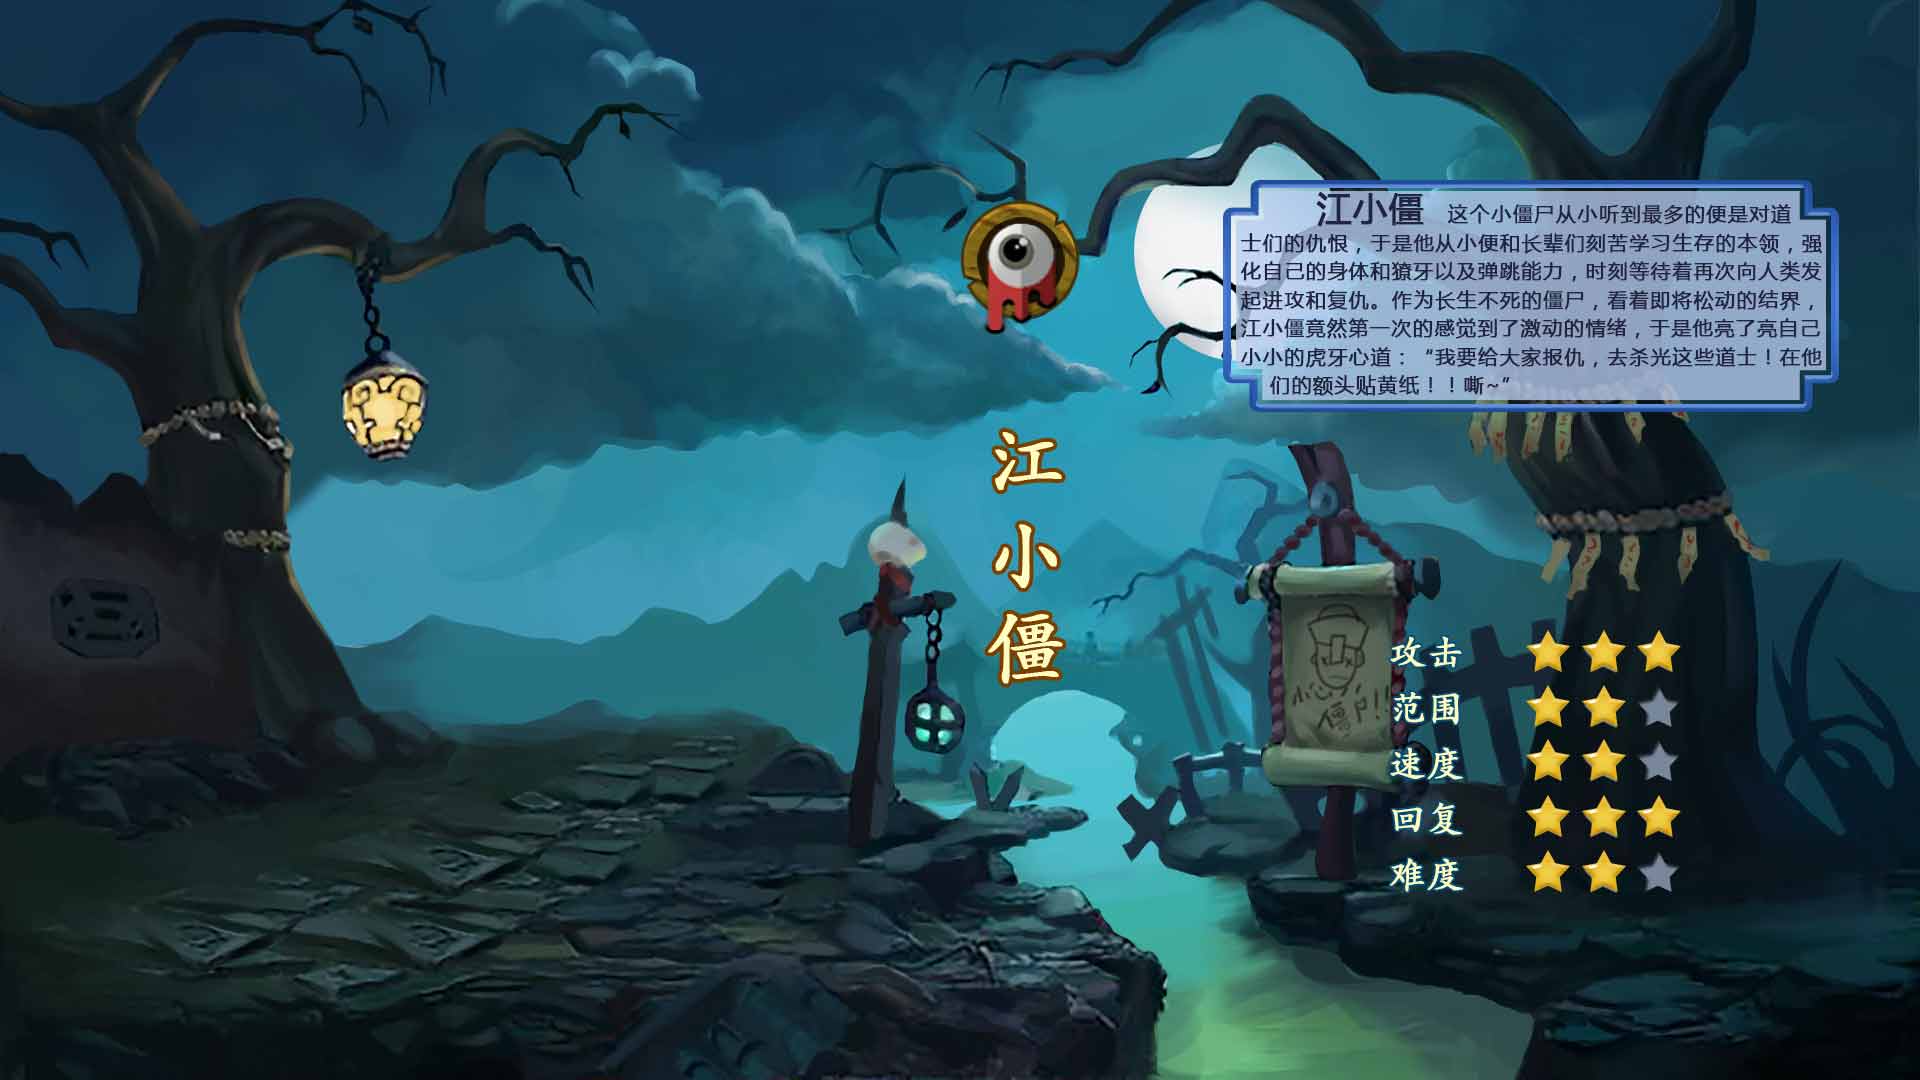 江小僵 这个小僵尸从小听到最多的便是对道
士们的仇恨，于是他从小便和长辈们刻苦学习生存的本领，强
化自己的身体和獠牙以及弹跳能力，时刻等待着再次向人类发
起进攻和复仇。作为长生不死的僵尸，看着即将松动的结界，
江小僵竟然第一次的感觉到了激动的情绪，于是他亮了亮自己
小小的虎牙心道：“我要给大家报仇，去杀光这些道士！在他
们的额头贴黄纸！！嘶~”
江小僵
小心
僵尸!!
攻击
范围
速度
回复
难度